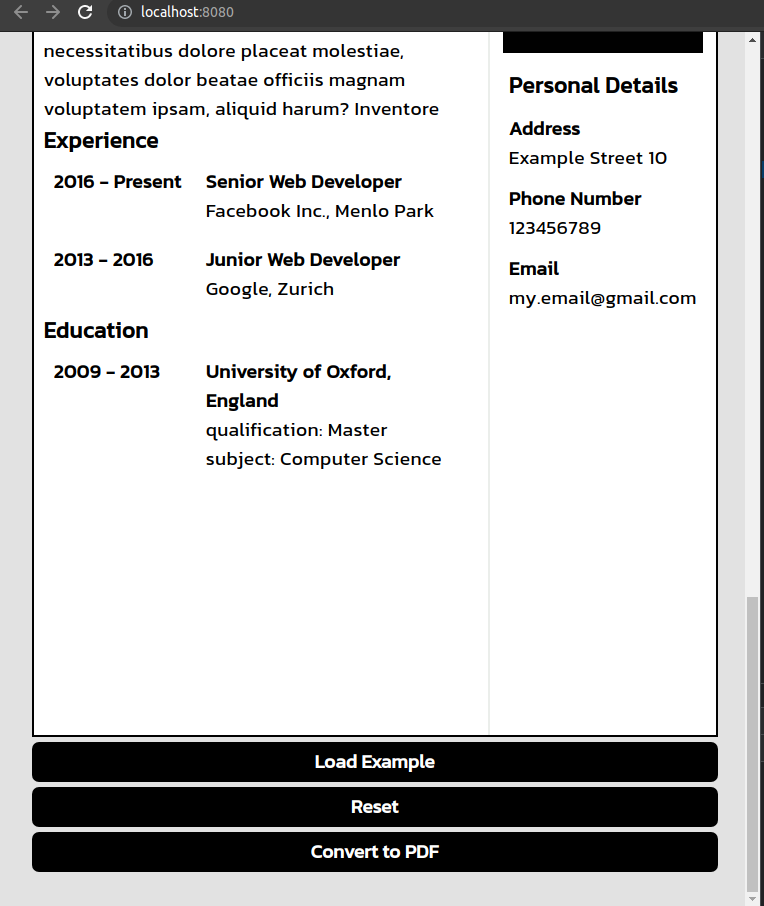 localhost:8080
necessitatibus dolore placeat molestiae,
voluptates dolor beatae officiis magnam
voluptatem ipsam, aliquid harum? Inventore
Experience
2016 - Present Senior Web Developer
Facebook Inc., Menlo Park
2013 - 2016 Junior Web Developer
Google, Zurich
Education
2009 - 2013 University of Oxford,
England
qualification: Master
subject: Computer Science
Personal Details
Address
Example Street 10
Phone Number
123456789
Email
my.email@gmail.com
Load Example
Reset
Convert to PDF